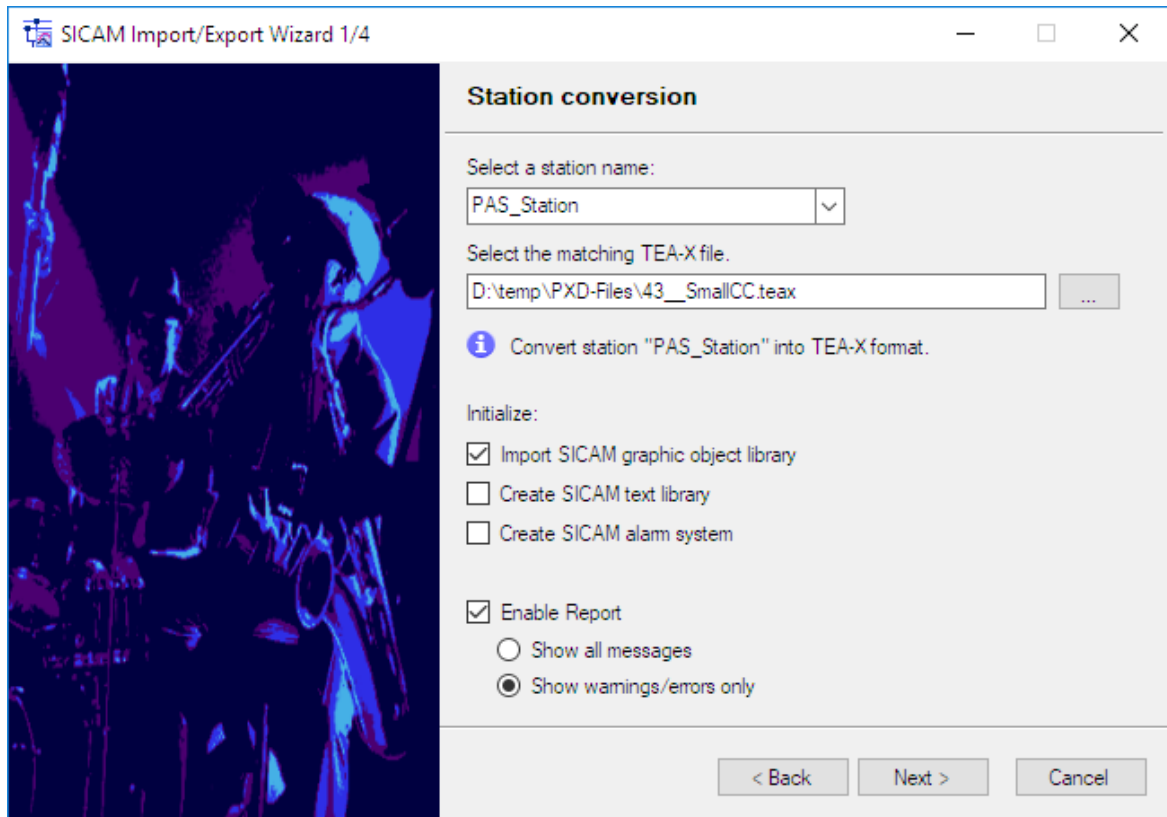 SICAM Import/Export Wizard 1/4
Station conversion
Select a station name:
PAS_Station
Select the matching TEA-X file.
D:\temp\PXD-Files\43__SmallCC.teax
...
Convert station "PAS_Station" into TEA-X format.
Initialize:
Import SICAM graphic object library
Create SICAM text library
Create SICAM alarm system
Enable Report
Show all messages
Show warnings/errors only
< Back Next > Cancel